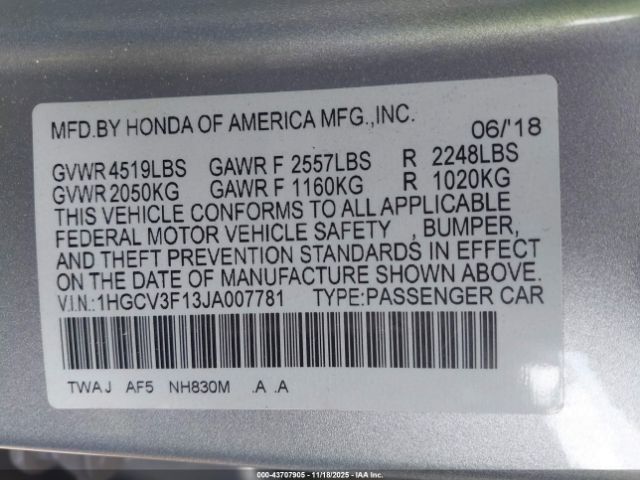 MFD.BY HONDA OF AMERICA MFG.,INC. 06/'18
GVWR 4519LBS GAWR F 2557LBS R 2248LBS
GVWR 2050KG GAWR F 1160KG R 1020KG
THIS VEHICLE CONFORMS TO ALL APPLICABLE
FEDERAL MOTOR VEHICLE SAFETY , BUMPER,
AND THEFT PREVENTION STANDARDS IN EFFECT
ON THE DATE OF MANUFACTURE SHOWN ABOVE.
V.I.N.:1HGCV3F13JA007781 TYPE:PASSENGER CAR
TWAJ AF5 NH830M .A .A
000-43707905 - 11/18/2025 - IAAI - Copart, Inc.